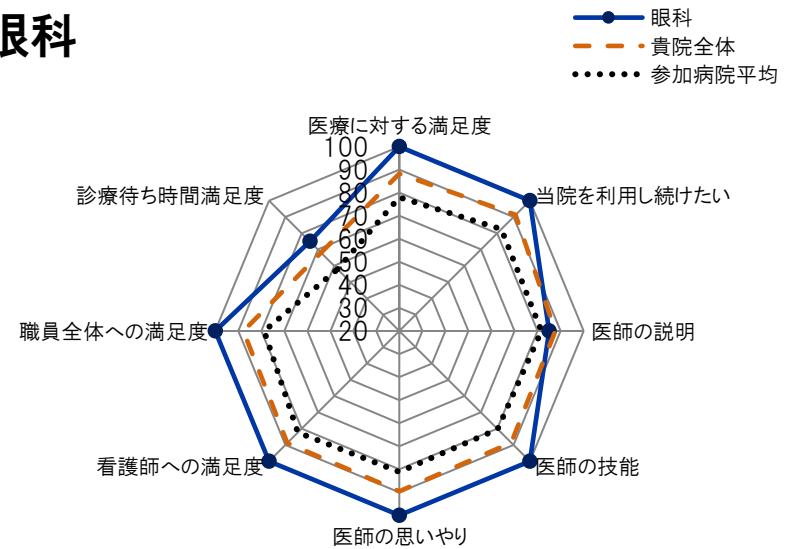 眼科
眼科
貴院全体
参加病院平均
医療に対する満足度
当院を利用し続けたい
医師の説明
医師の技能
医師の思いやり
看護師への満足度
職員全体への満足度
診療待ち時間満足度
100
90
80
70
60
50
40
30
20